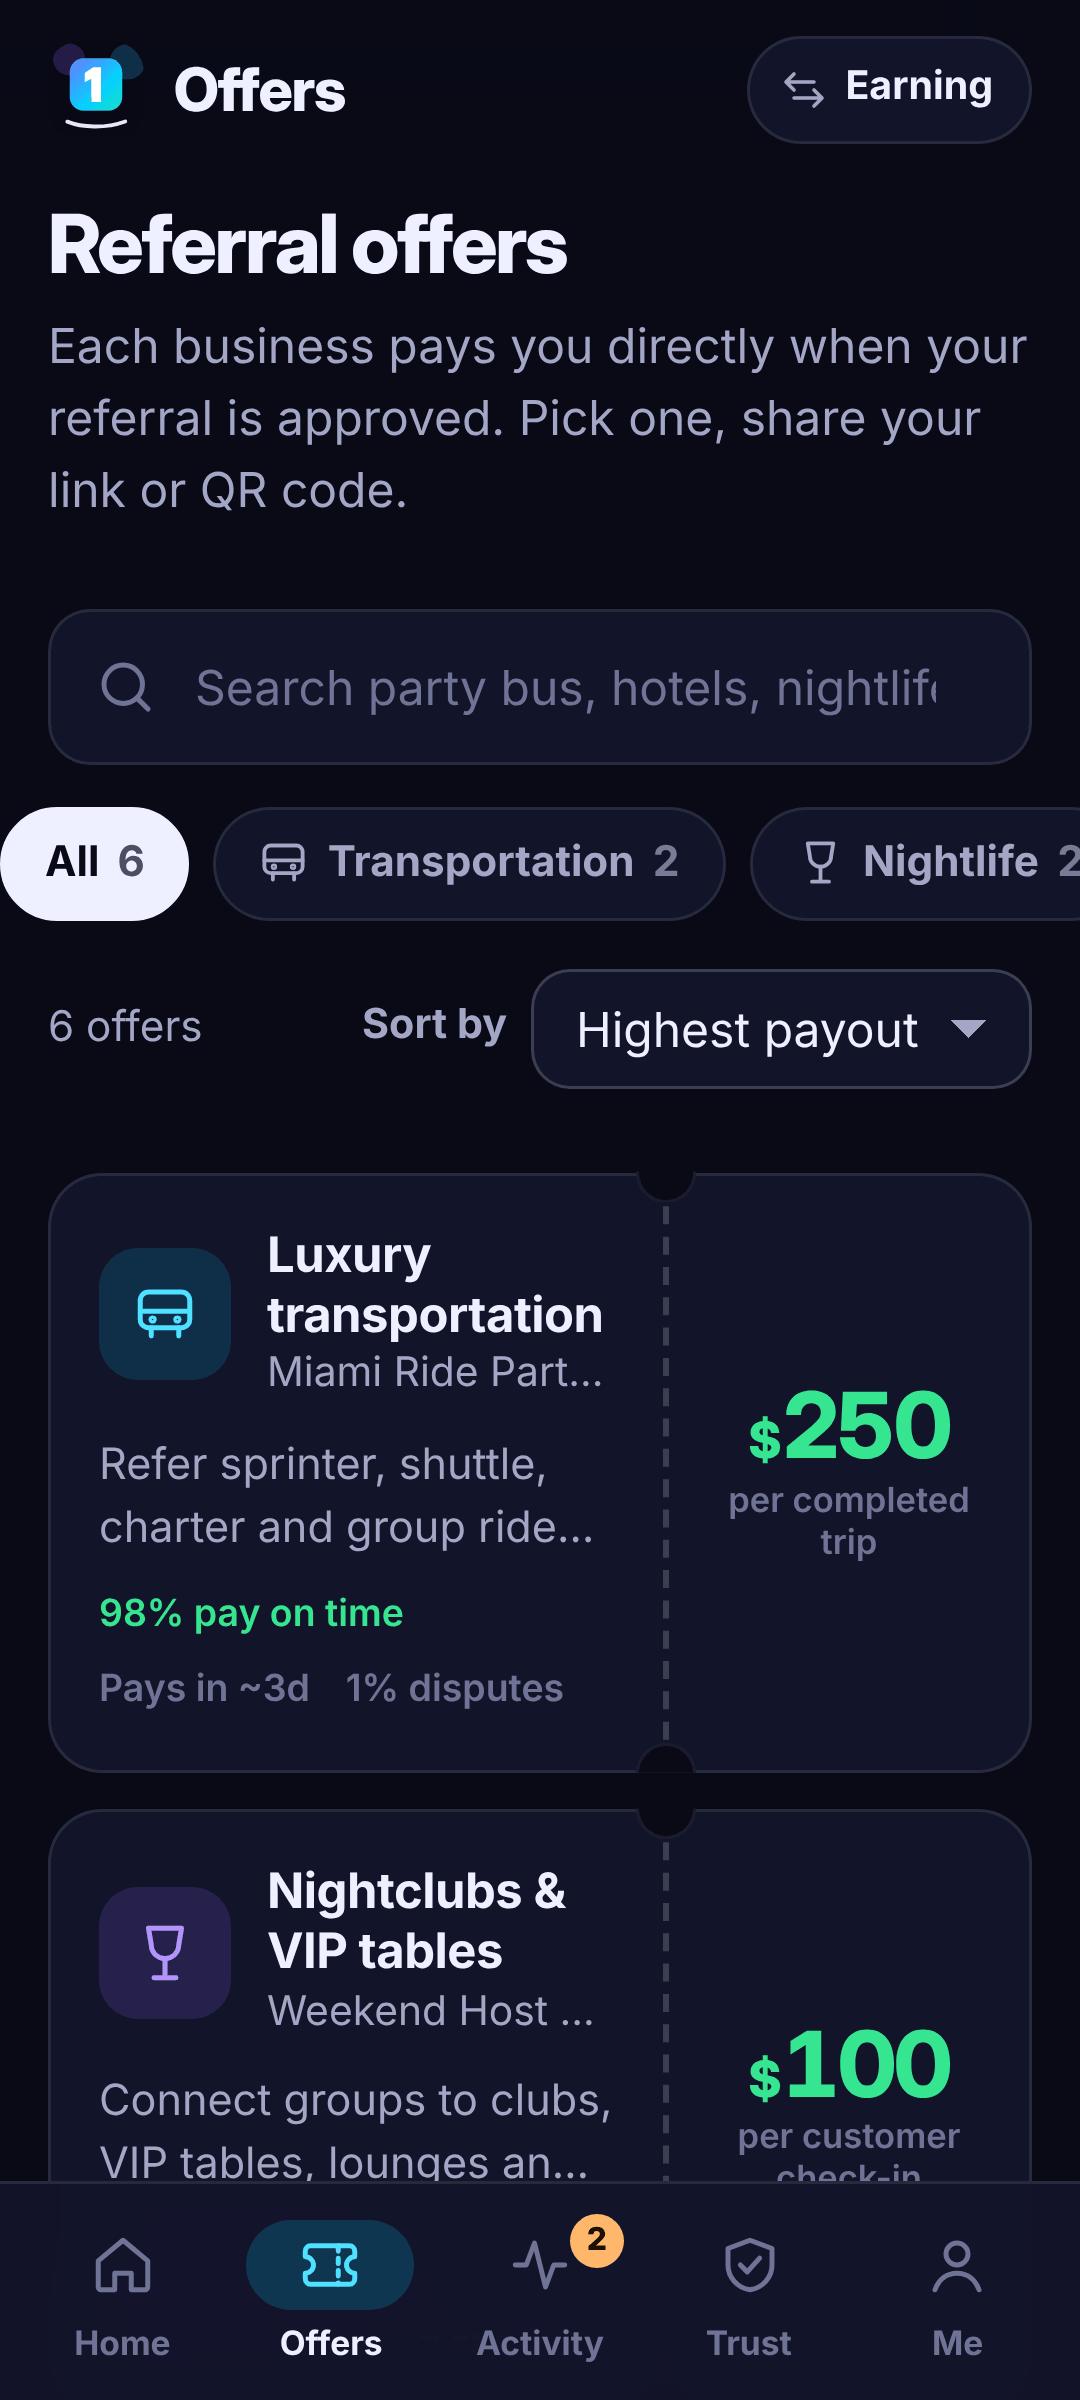 1
Offers
Earning
Referral offers
Each business pays you directly when your
referral is approved. Pick one, share your
link or QR code.
Search party bus, hotels, nightlife
All 6
Transportation 2
Nightlife 2
6 offers
Sort by
Highest payout
Luxury
transportation
Miami Ride Part...
Refer sprinter, shuttle,
charter and group ride...
98% pay on time
Pays in ~3d 1% disputes
$250
per completed
trip
Nightclubs &
VIP tables
Weekend Host ...
Connect groups to clubs,
VIP tables, lounges an...
$100
per customer
check-in
2
Home
Offers
Activity
Trust
Me